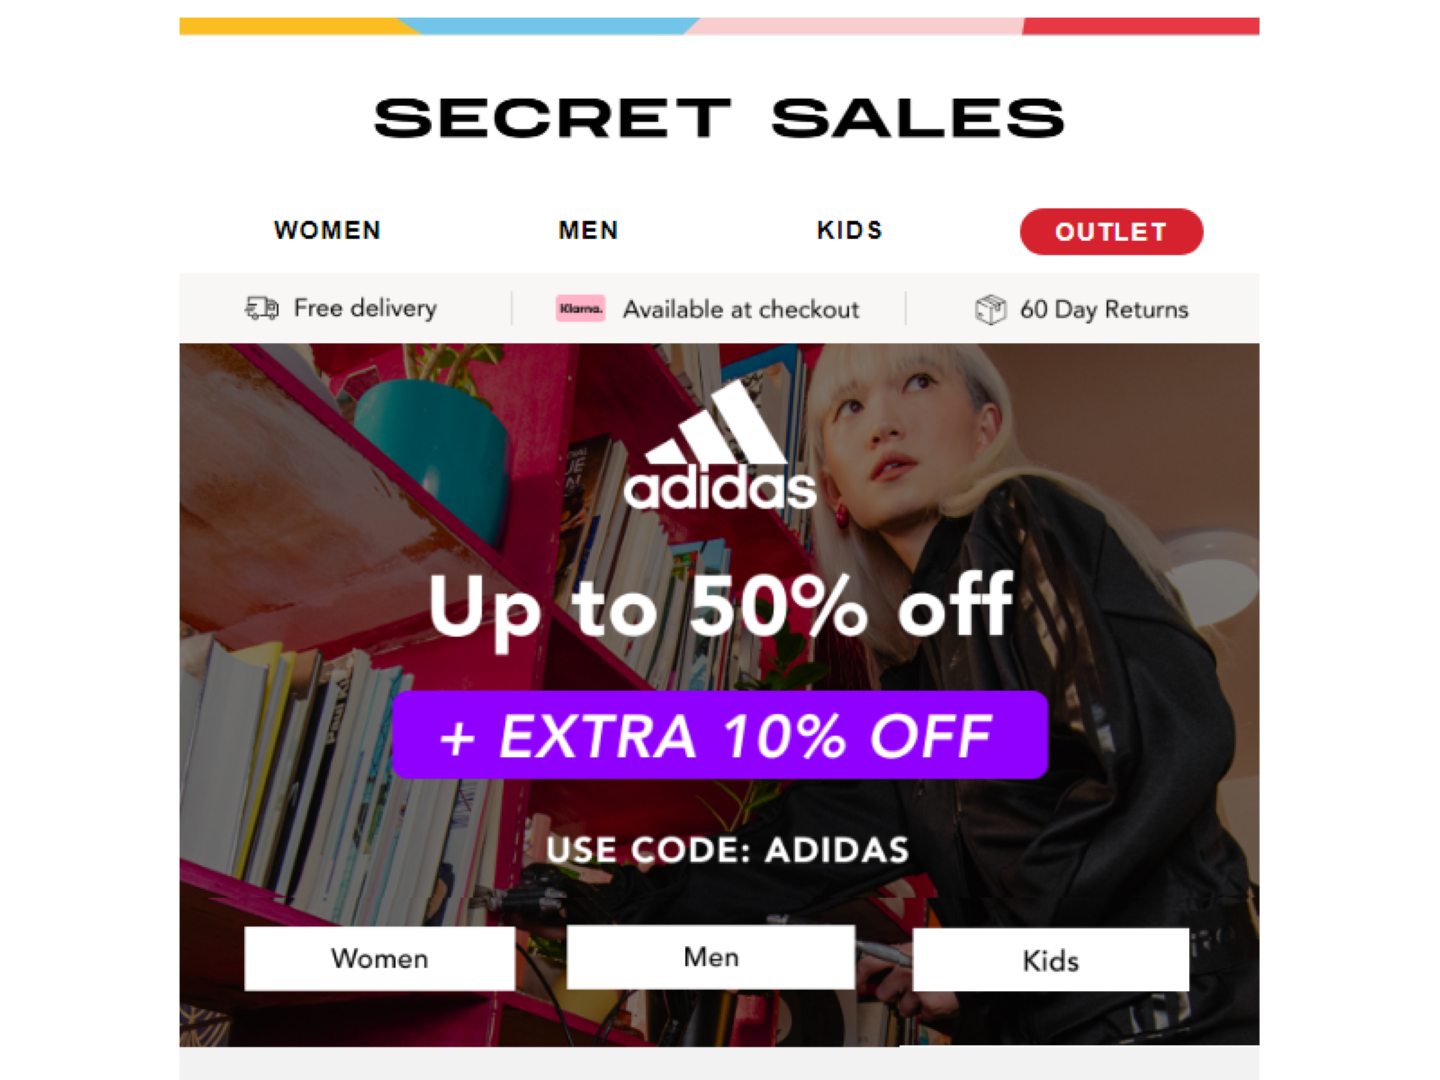 SECRET SALES
WOMEN MEN KIDS OUTLET
Free delivery Klarna. Available at checkout 60 Day Returns
adidas
Up to 50% off
+ EXTRA 10% OFF
USE CODE: ADIDAS
Women Men Kids